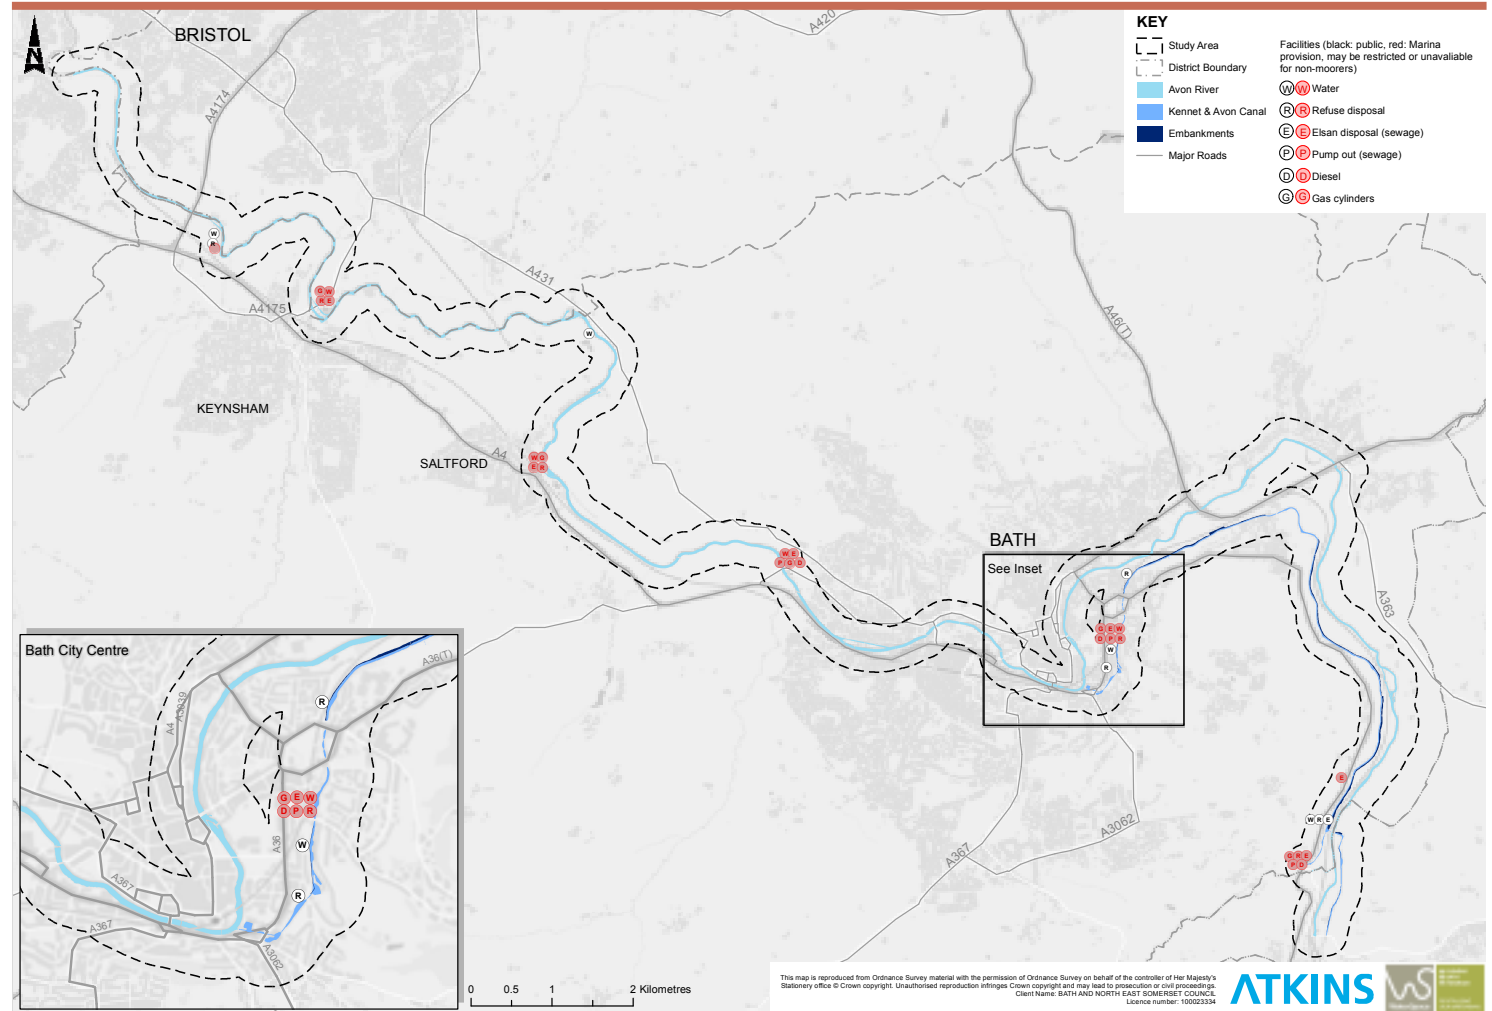 N
BRISTOL
A420
A4174
KEY
Study Area
District Boundary
Avon River
Kennet & Avon Canal
Embankments
Major Roads
Facilities (black: public, red: Marina
provision, may be restricted or unavaliable
for non-moorers)
W W Water
R R Refuse disposal
E E Elsan disposal (sewage)
P P Pump out (sewage)
D D Diesel
G G Gas cylinders
W
R
A431
G W
R E
A4175
W
A46(T)
KEYNSHAM
A4
SALTFORD
W G
E R
BATH
See Inset
W E
P G D
R
A363
G E W
D P R
W
R
E
W R E
G R E
P D
A3062
A367
Bath City Centre
A36(T)
R
A4
A3039
G E W
D P R
A36
W
R
A367
A367
A3062
0 0.5 1 2 Kilometres
This map is reproduced from Ordnance Survey material with the permission of Ordnance Survey on behalf of the controller of Her Majesty's
Stationery office © Crown copyright. Unauthorised reproduction infringes Crown copyright and may lead to prosecution or civil proceedings.
Client Name: BATH AND NORTH EAST SOMERSET COUNCIL
Licence number: 100023334
ATKINS